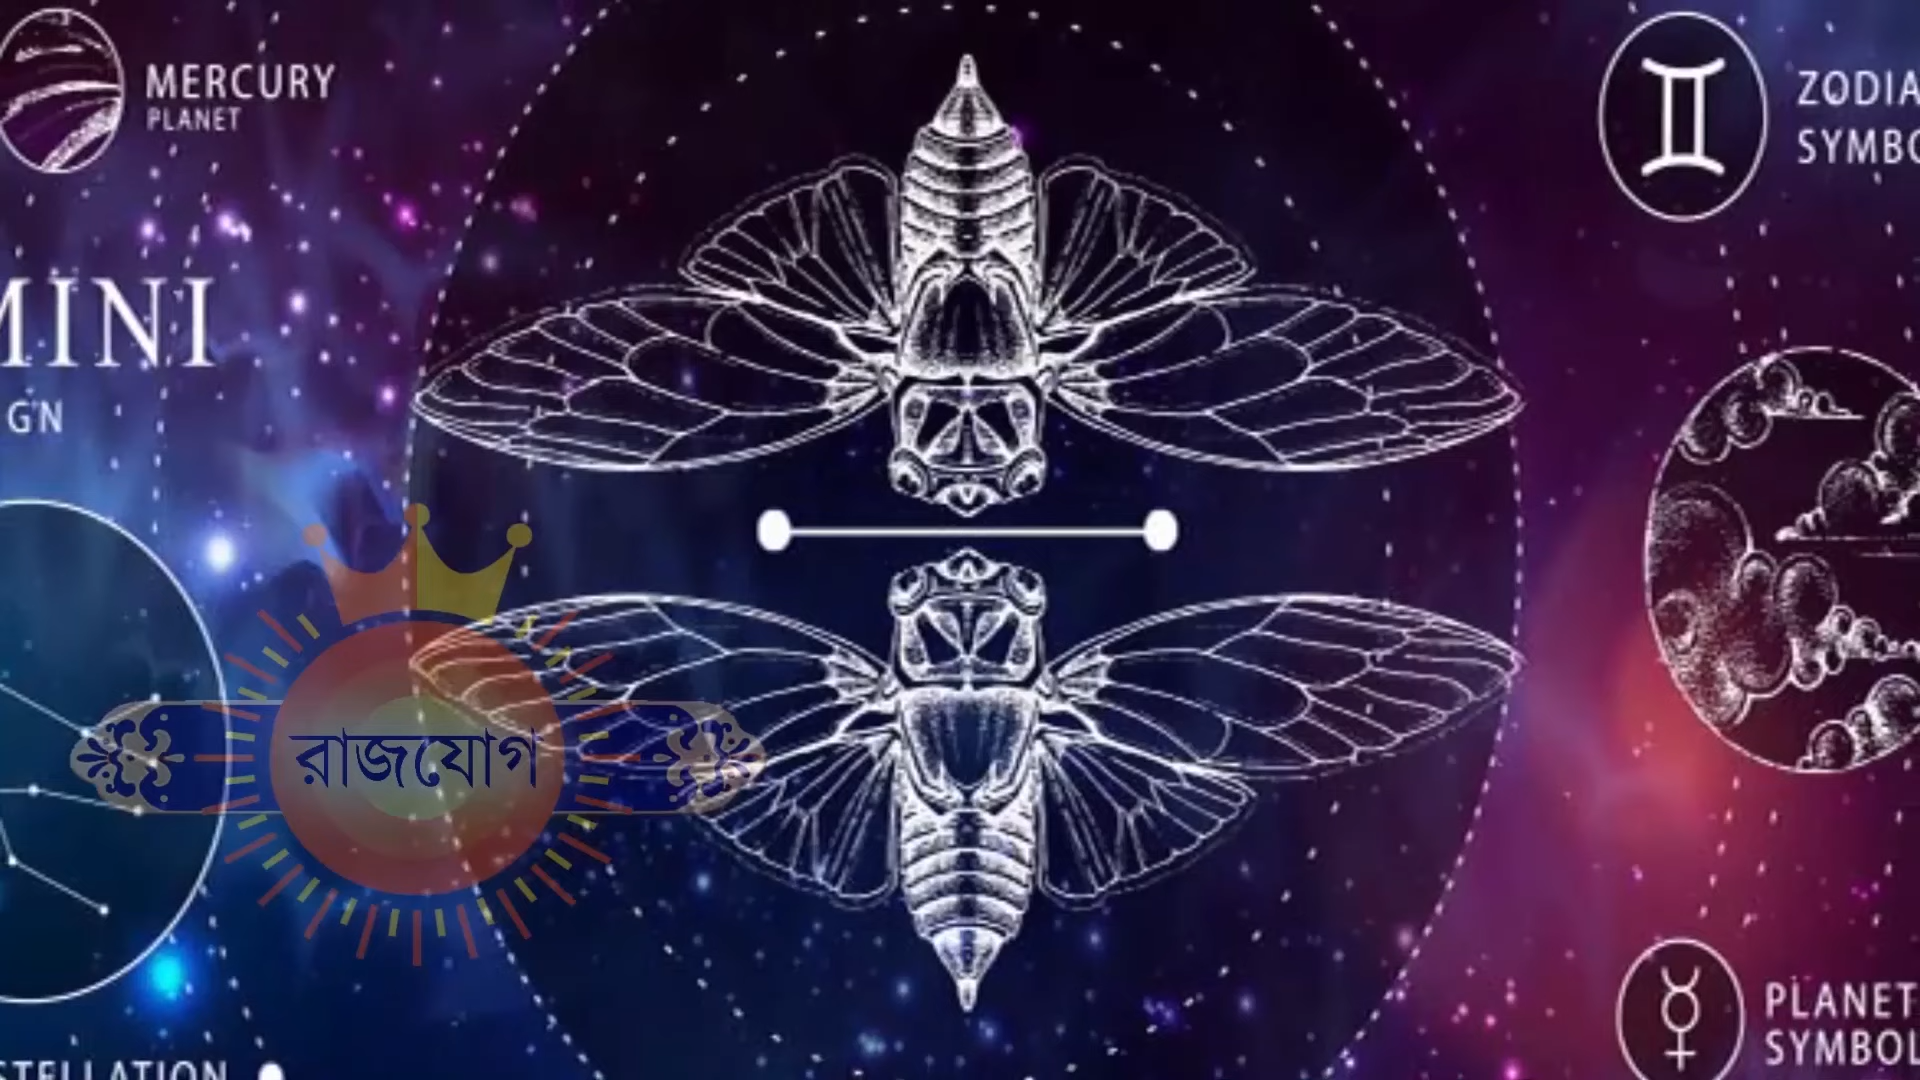 MERCURY
PLANET
ZODIA
SYMBO
MINI
GN
রাজযোগ
STELLATION
PLANET
SYMBOL